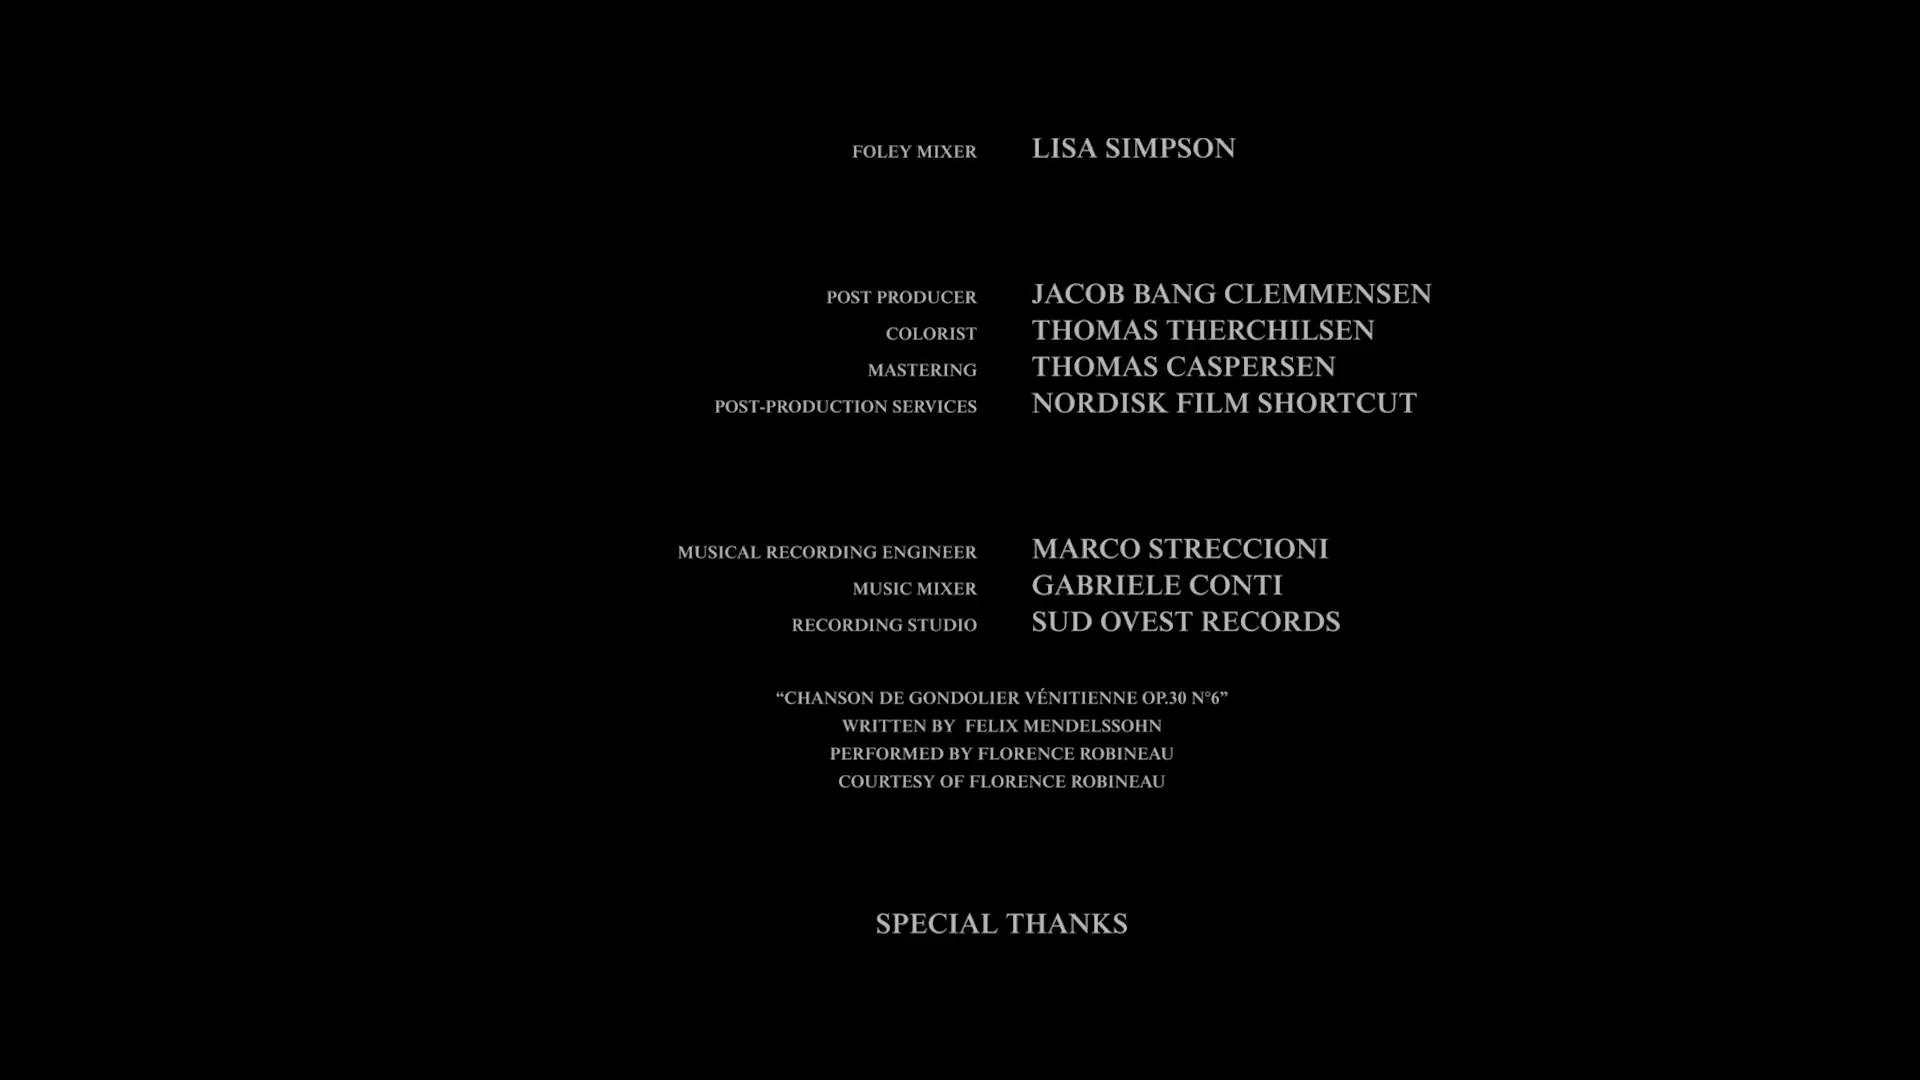 FOLEY MIXER LISA SIMPSON
POST PRODUCER JACOB BANG CLEMMENSEN
COLORIST THOMAS THERCHILSEN
MASTERING THOMAS CASPERSEN
POST-PRODUCTION SERVICES NORDISK FILM SHORTCUT
MUSICAL RECORDING ENGINEER MARCO STRECCIONI
MUSIC MIXER GABRIELE CONTI
RECORDING STUDIO SUD OVEST RECORDS
“CHANSON DE GONDOLIER VÉNITIENNE OP.30 N°6”
WRITTEN BY FELIX MENDELSSOHN
PERFORMED BY FLORENCE ROBINEAU
COURTESY OF FLORENCE ROBINEAU
SPECIAL THANKS